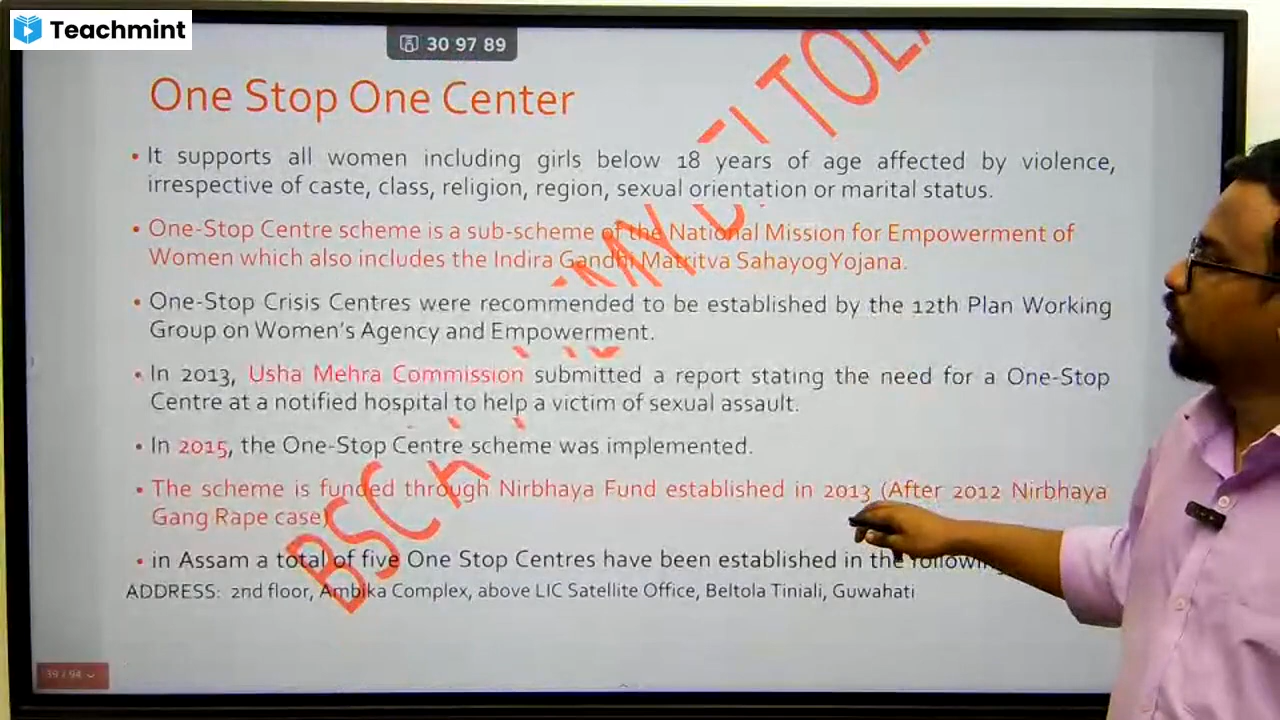 Teachmint
30 97 89
One Stop One Center
• It supports all women including girls below 18 years of age affected by violence,
irrespective of caste, class, religion, region, sexual orientation or marital status.
• One-Stop Centre scheme is a sub-scheme of the National Mission for Empowerment of
Women which also includes the Indira Gandhi Matritva SahayogYojana.
• One-Stop Crisis Centres were recommended to be established by the 12th Plan Working
Group on Women's Agency and Empowerment.
• In 2013, Usha Mehra Commission submitted a report stating the need for a One-Stop
Centre at a notified hospital to help a victim of sexual assault.
• In 2015, the One-Stop Centre scheme was implemented.
• The scheme is funded through Nirbhaya Fund established in 2013 (After 2012 Nirbhaya
Gang Rape case)
• in Assam a total of five One Stop Centres have been established in the following
ADDRESS: 2nd floor, Ambika Complex, above LIC Satellite Office, Beltola Tiniali, Guwahati
39 / 94